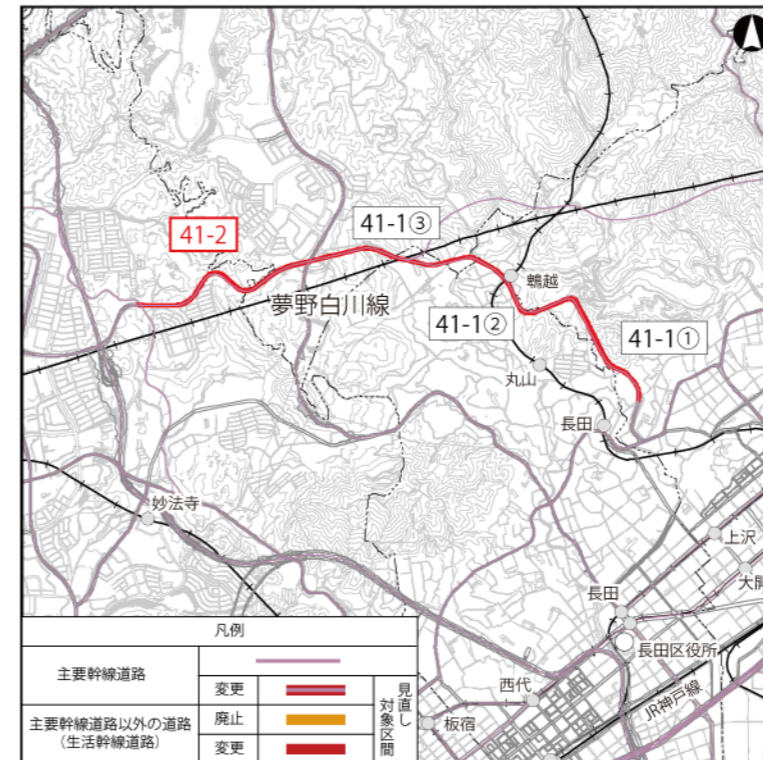 41-1③
41-2
夢野白川線
鵯越
41-1②
41-1①
丸山
長田
妙法寺
上沢
大開
長田
長田区役所
西代
JR神戸線
板宿
凡例
主要幹線道路
変更
主要幹線道路以外の道路
(生活幹線道路)
廃止
変更
見直し
対象区間